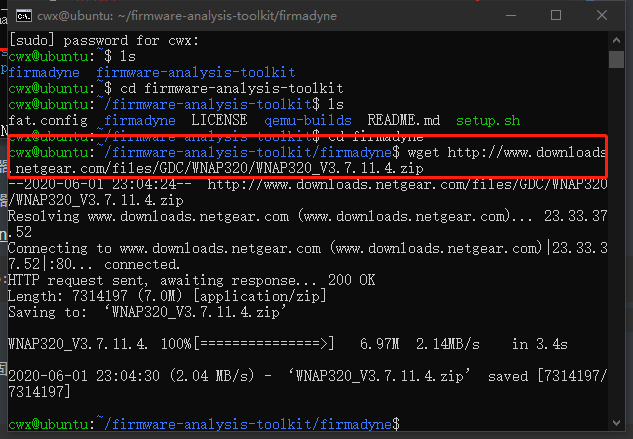 cwx@ubuntu: ~/firmware-analysis-toolkit/firmadyne
[sudo] password for cwx:
cwx@ubuntu:~$ ls
firmadyne firmware-analysis-toolkit
cwx@ubuntu:~$ cd firmware-analysis-toolkit
cwx@ubuntu:~/firmware-analysis-toolkit$ ls
fat.config firmadyne LICENSE qemu-builds README.md setup.sh
cwx@ubuntu:~/firmware-analysis-toolkit$ cd firmadyne
cwx@ubuntu:~/firmware-analysis-toolkit/firmadyne$ wget http://www.downloads
.netgear.com/files/GDC/WNAP320/WNAP320_V3.7.11.4.zip
--2020-06-01 23:04:24-- http://www.downloads.netgear.com/files/GDC/WNAP320
/WNAP320_V3.7.11.4.zip
Resolving www.downloads.netgear.com (www.downloads.netgear.com)... 23.33.37
.52
Connecting to www.downloads.netgear.com (www.downloads.netgear.com)|23.33.3
7.52|:80... connected.
HTTP request sent, awaiting response... 200 OK
Length: 7314197 (7.0M) [application/zip]
Saving to: ‘WNAP320_V3.7.11.4.zip’
WNAP320_V3.7.11.4. 100%[===============>] 6.97M 2.14MB/s in 3.4s
2020-06-01 23:04:30 (2.04 MB/s) - ‘WNAP320_V3.7.11.4.zip’ saved [7314197/
7314197]
cwx@ubuntu:~/firmware-analysis-toolkit/firmadyne$